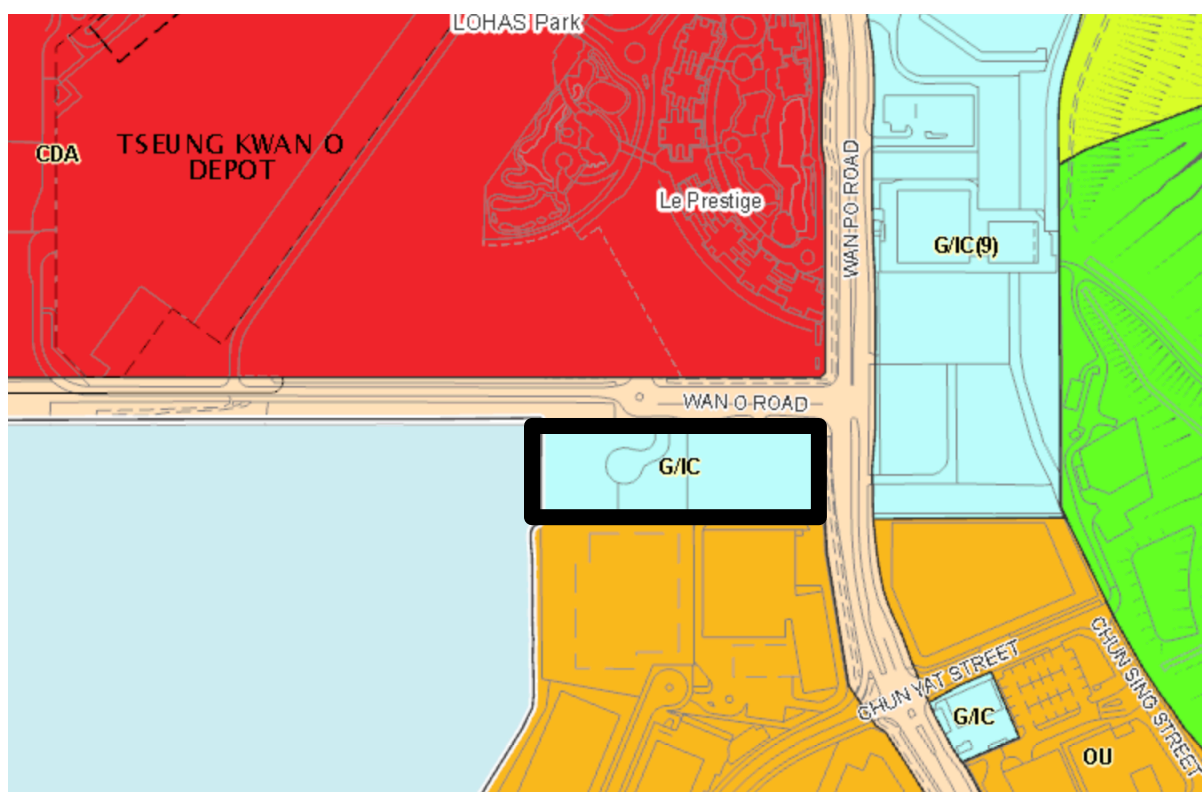 LOHAS Park
CDA
TSEUNG KWAN O
DEPOT
Le Prestige
WAN PO ROAD
G/IC(9)
WAN O ROAD
G/IC
CHUN YAT STREET
CHUN SING STREET
G/IC
OU